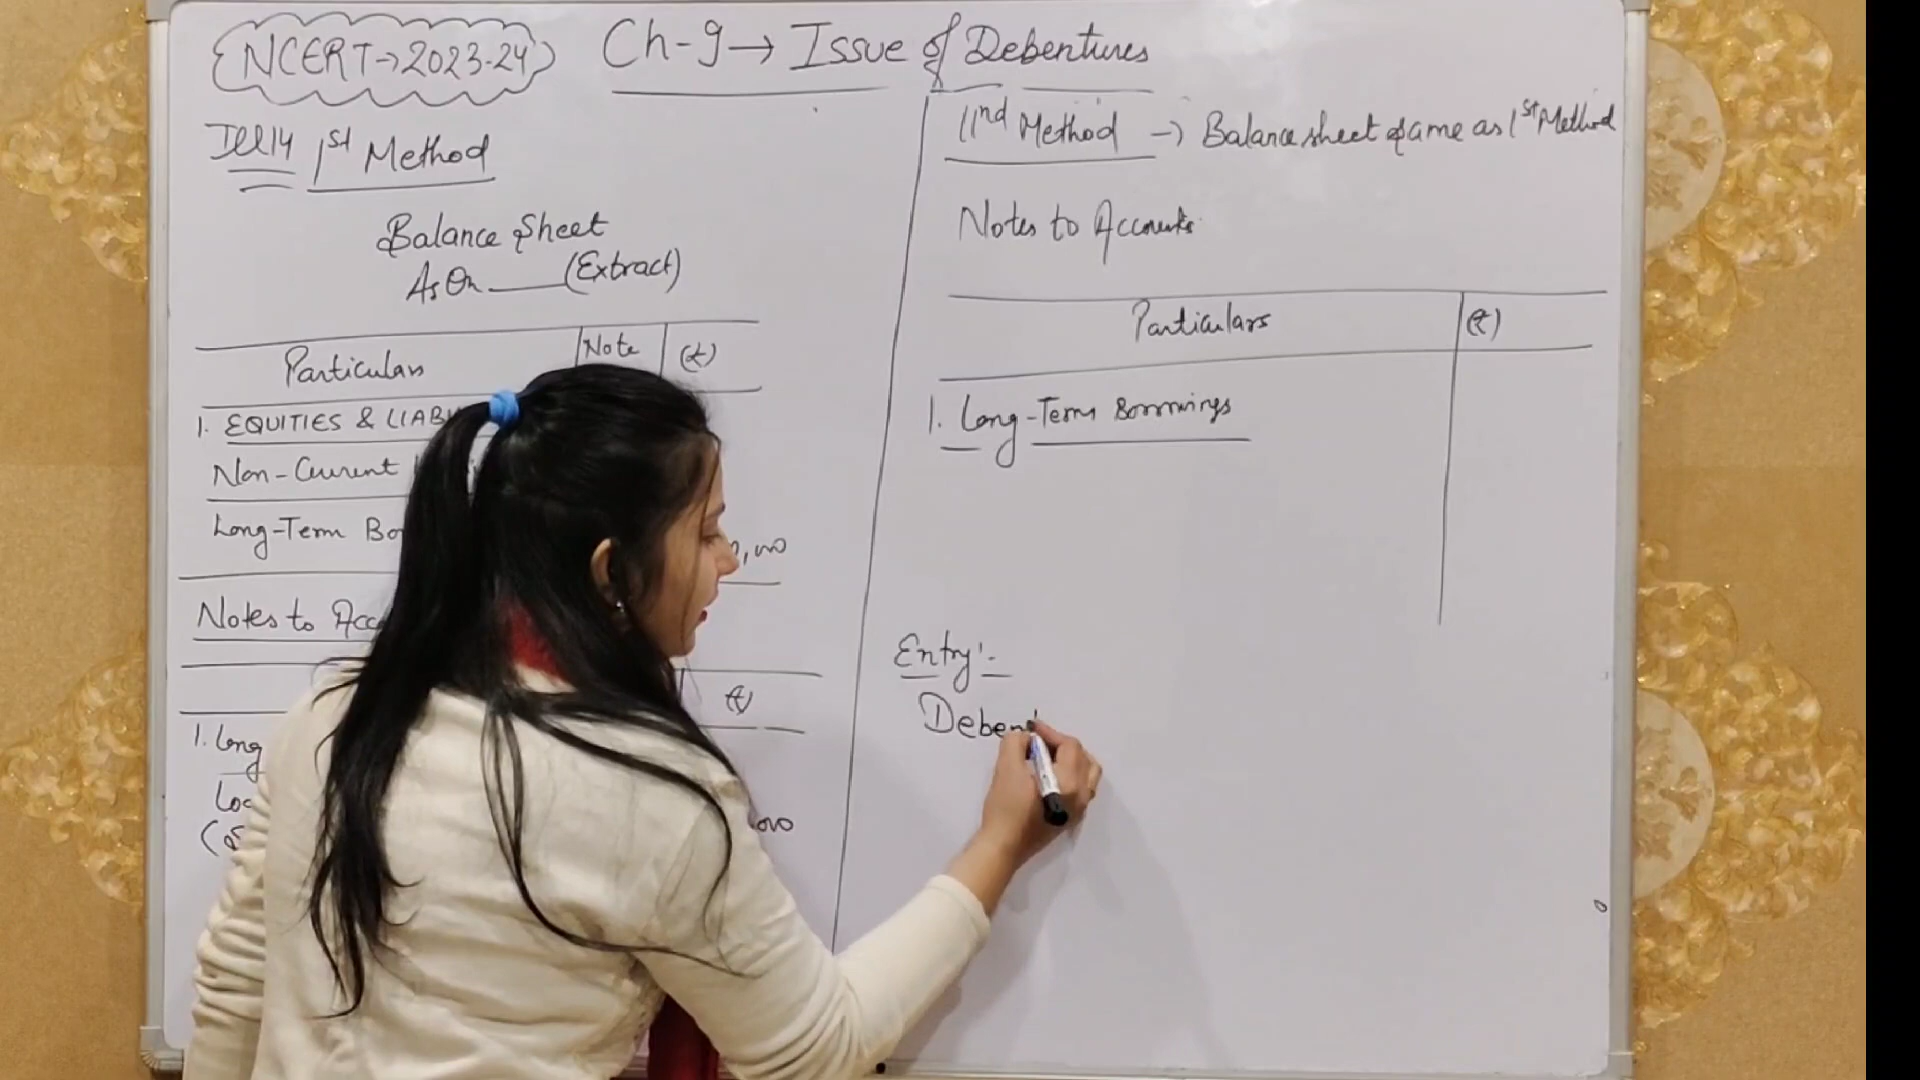 NCERT→2023-24
Ch-9→ Issue of Debentures
Ill 14 1st Method
Balance Sheet
As On ____ (Extract)
Particulars Note (₹)
1. EQUITIES & LIAB
Non-Current
Long-Term Bo
Notes to Acc
(₹)
1. Long
IInd Method → Balance sheet same as 1st Method
Notes to Accounts
Particulars (₹)
1. Long-Term Borrowings
Entry:-
Deben